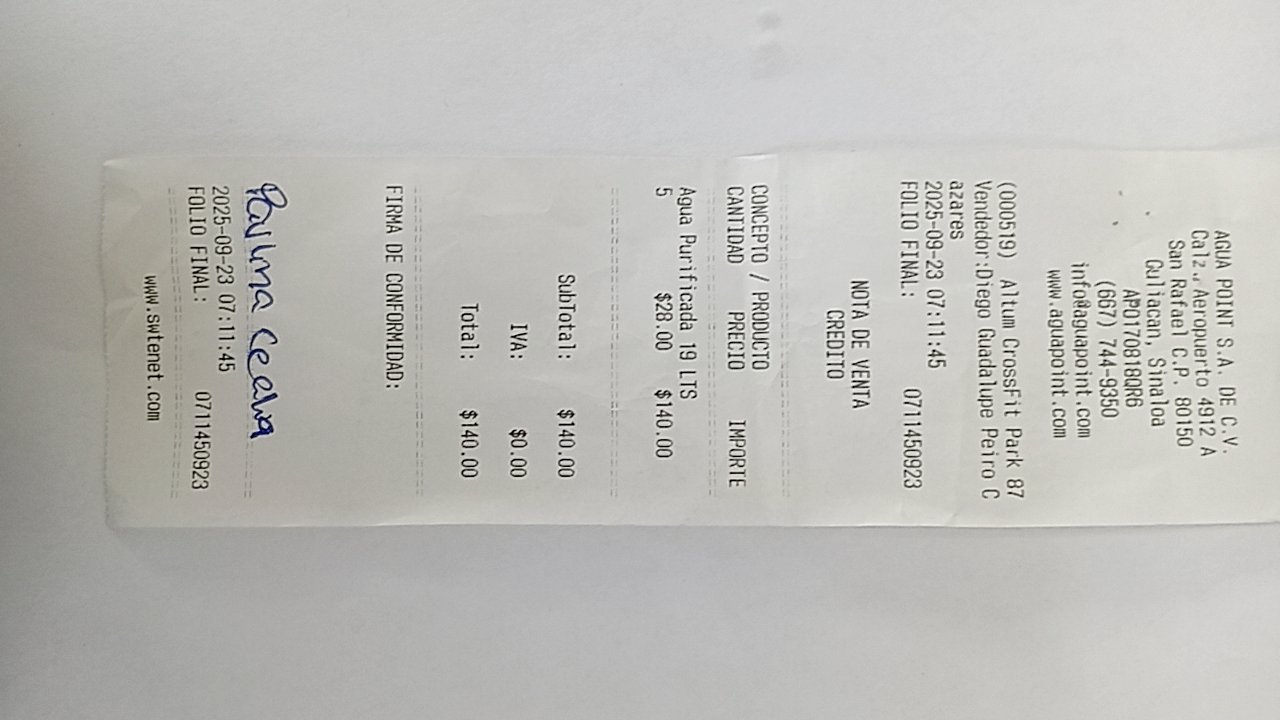 AGUA POINT S.A. DE C.V.
Calz., Aeropuerto 4912 A
San Rafael C.P. 80150
Culiacan, Sinaloa
APO170818QR6
(667) 744-9350
info@aguapoint.com
www.aguapoint.com
(000519) Altum CrossFit Park 87
Vendedor:Diego Guadalupe Peiro C
azares
2025-09-23 07:11:45
FOLIO FINAL: 0711450923
NOTA DE VENTA
CREDITO
CONCEPTO / PRODUCTO
CANTIDAD PRECIO IMPORTE
Agua Purificada 19 LTS
5 $28.00 $140.00
SubTotal: $140.00
IVA: $0.00
Total: $140.00
FIRMA DE CONFORMIDAD:
2025-09-23 07:11:45
FOLIO FINAL: 0711450923
www.swtenet.com